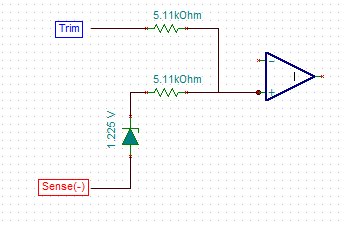 5.11kOhm
Trim
5.11kOhm
1.225 V
Sense(-)